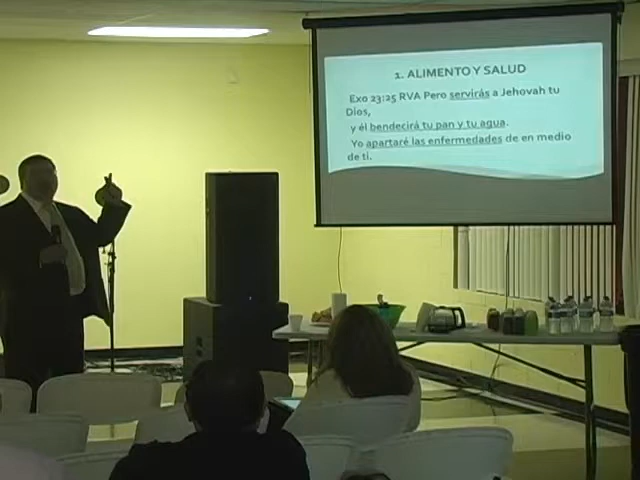 1. ALIMENTO Y SALUD
Exo 23:25 RVA Pero servirás a Jehovah tu
Dios,
y él bendecirá tu pan y tu agua.
Yo apartaré las enfermedades de en medio
de ti.